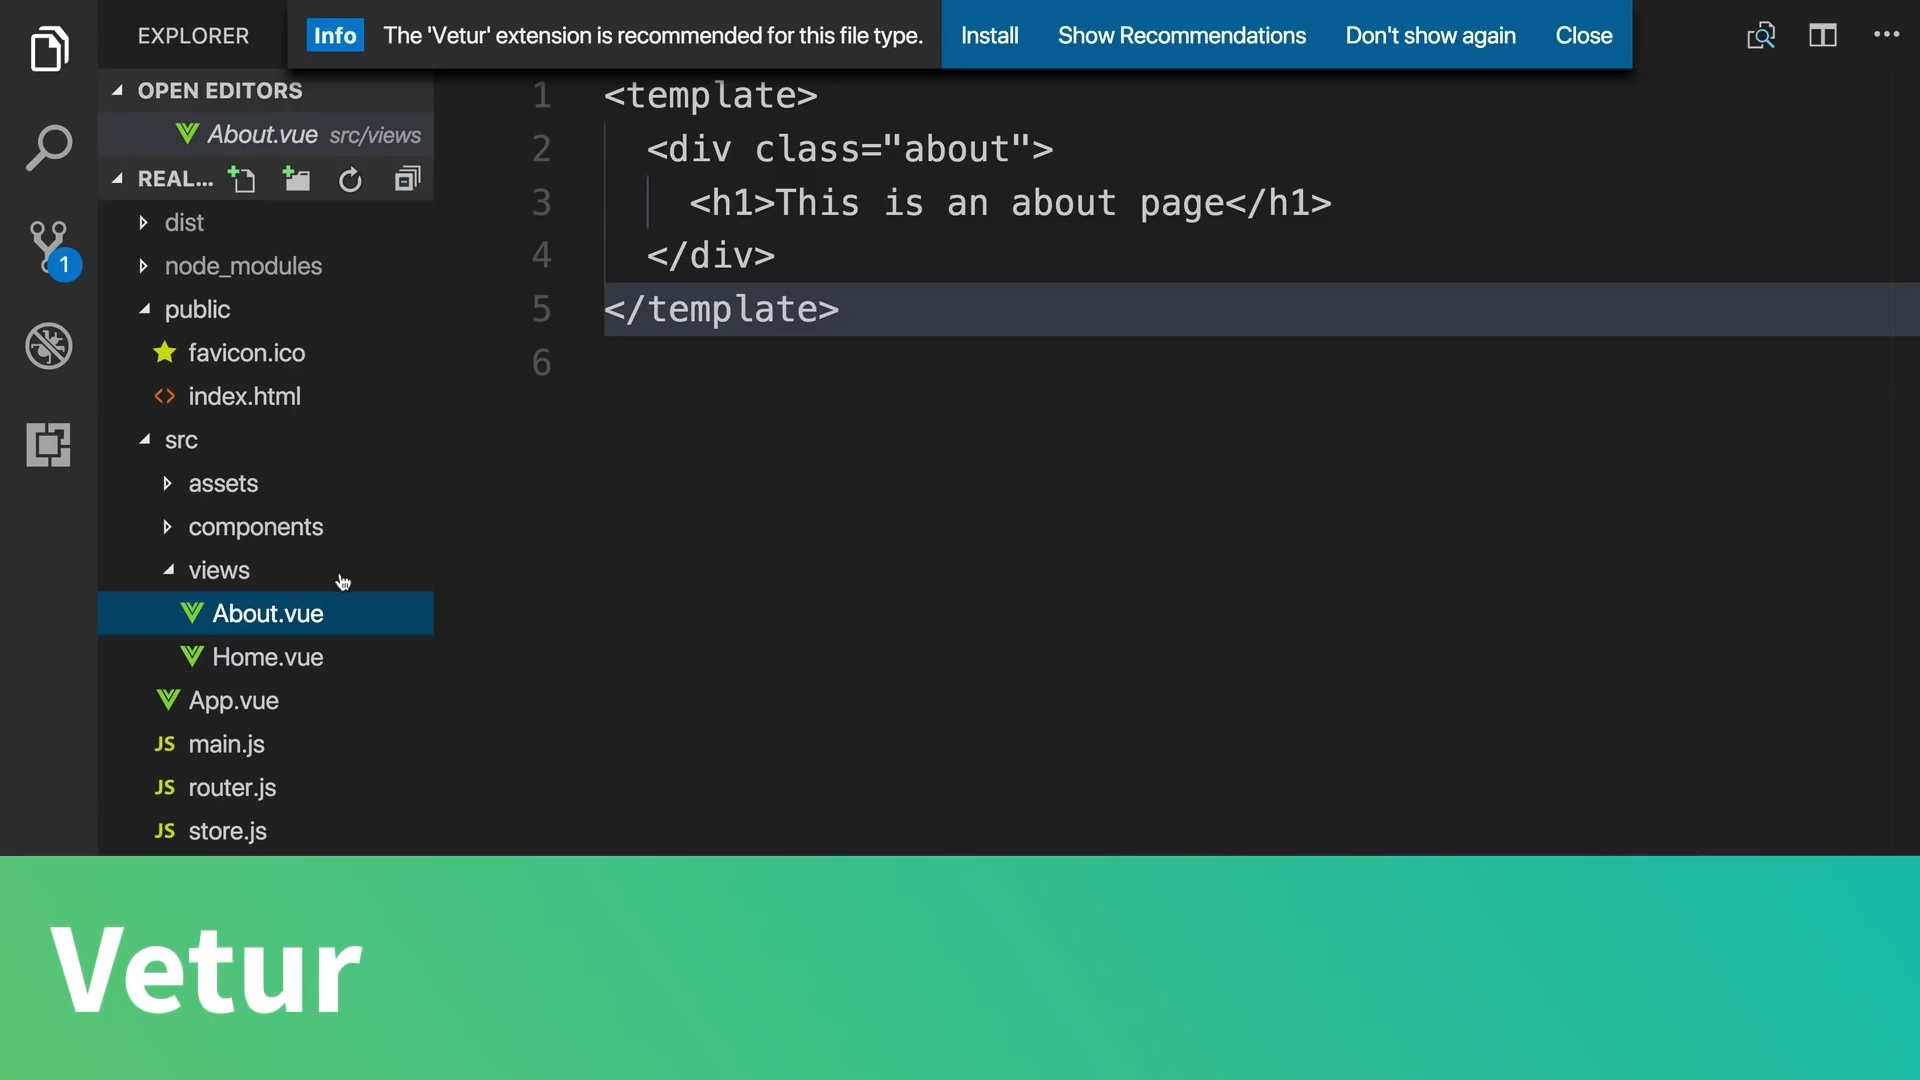 EXPLORER
Info The 'Vetur' extension is recommended for this file type. Install Show Recommendations Don't show again Close
OPEN EDITORS
About.vue src/views
REAL...
dist
node_modules
public
favicon.ico
index.html
src
assets
components
views
About.vue
Home.vue
App.vue
JS main.js
JS router.js
JS store.js
1
1 <template>
2 <div class="about">
3 <h1>This is an about page</h1>
4 </div>
5 </template>
6
Vetur